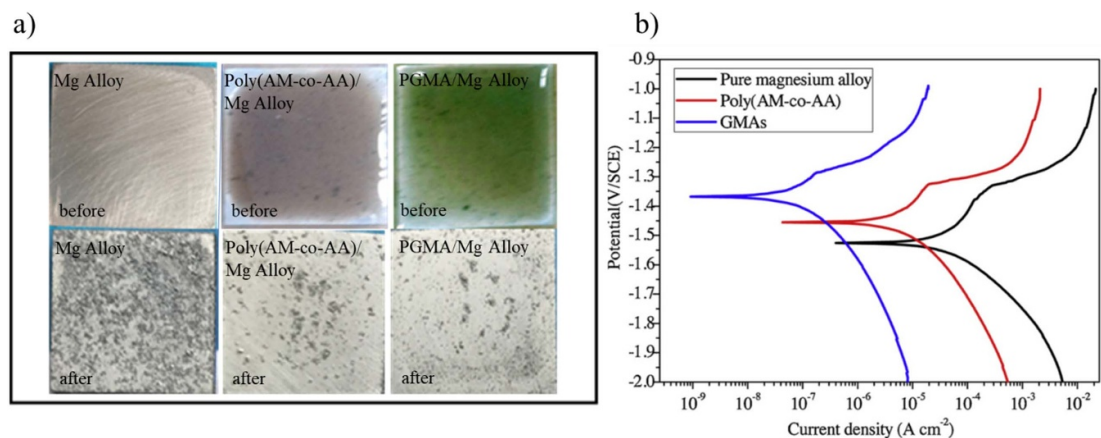 a)
Mg Alloy
before
Poly(AM-co-AA)/
Mg Alloy
before
PGMA/Mg Alloy
before
Mg Alloy
after
Poly(AM-co-AA)/
Mg Alloy
after
PGMA/Mg Alloy
after
b)
Pure magnesium alloy
Poly(AM-co-AA)
GMAs
Potential(V/SCE)
-0.9
-1.0
-1.1
-1.2
-1.3
-1.4
-1.5
-1.6
-1.7
-1.8
-1.9
-2.0
10⁻⁹ 10⁻⁸ 10⁻⁷ 10⁻⁶ 10⁻⁵ 10⁻⁴ 10⁻³ 10⁻²
Current density (A cm⁻²)